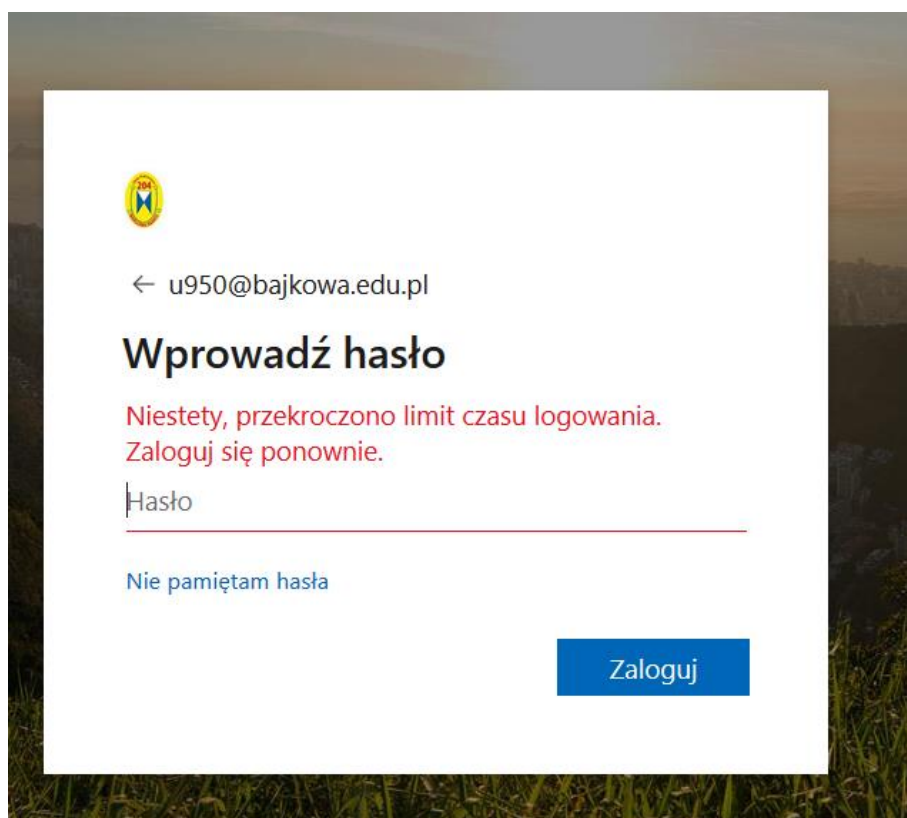 204
← u950@bajkowa.edu.pl
Wprowadź hasło
Niestety, przekroczono limit czasu logowania.
Zaloguj się ponownie.
Hasło
Nie pamiętam hasła
Zaloguj